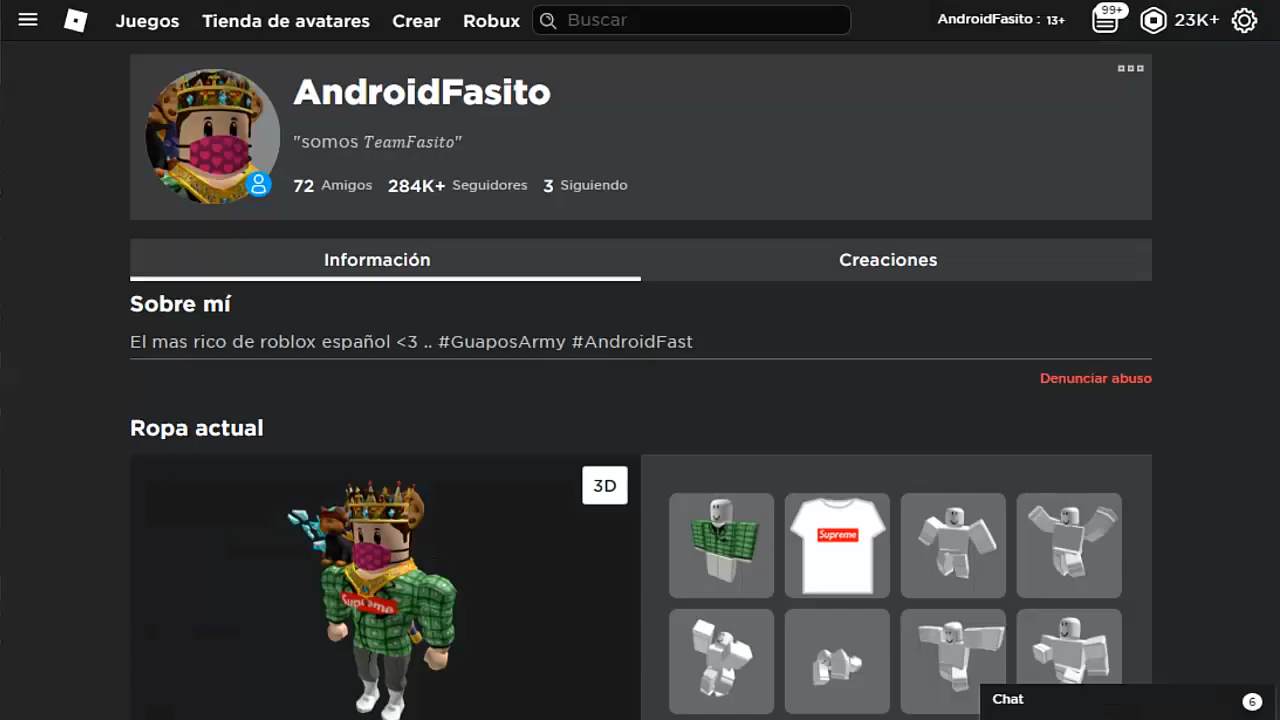 Juegos Tienda de avatares Crear Robux Buscar AndroidFasito : 13+ 99+ 23K+
AndroidFasito
"somos TeamFasito"
72 Amigos 284K+ Seguidores 3 Siguiendo
Información Creaciones
Sobre mí
El mas rico de roblox español <3 .. #GuaposArmy #AndroidFast
Denunciar abuso
Ropa actual
3D
Supreme
Supreme
Chat 6